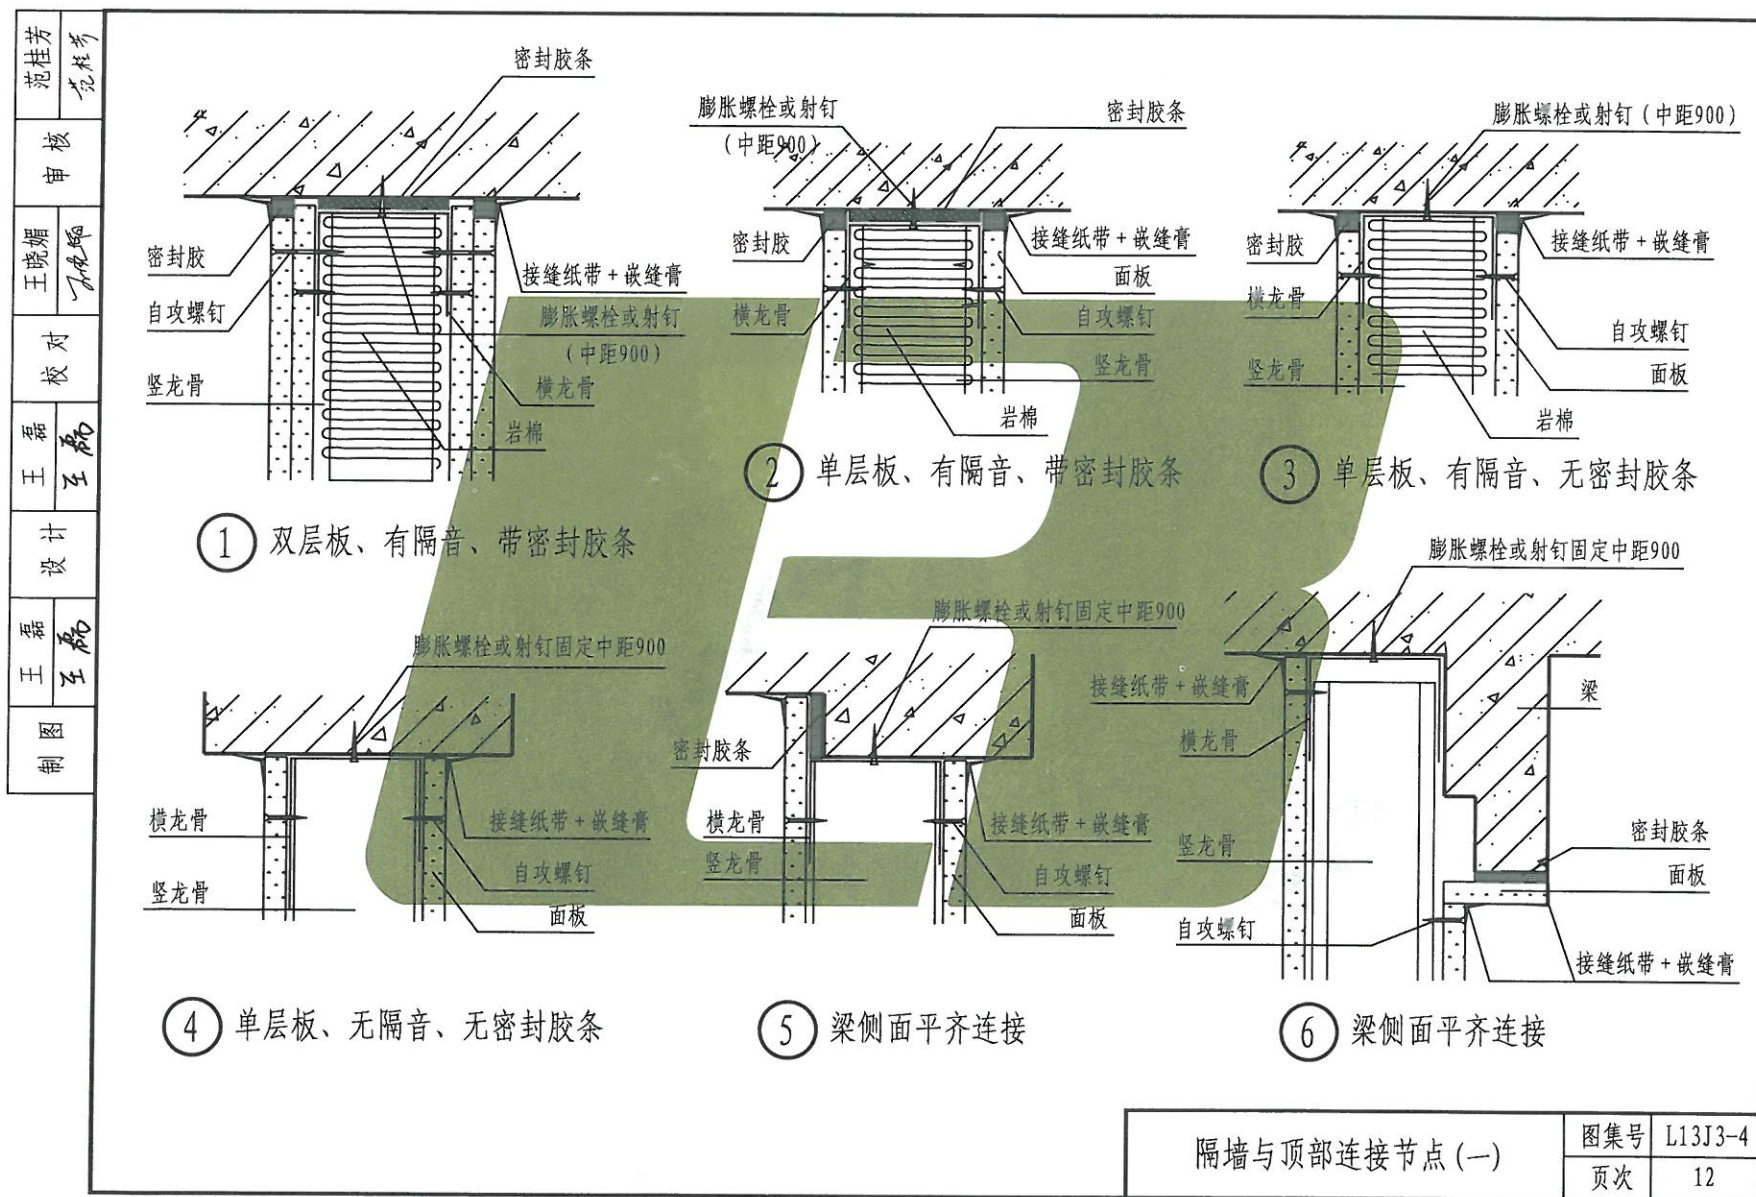 范桂芳
范桂芳
审核
王晓媚
校对
王磊
王磊
设计
王磊
王磊
制图
密封胶条
密封胶
自攻螺钉
竖龙骨
接缝纸带+嵌缝膏
膨胀螺栓或射钉
(中距900)
横龙骨
岩棉
① 双层板、有隔音、带密封胶条
膨胀螺栓或射钉
(中距900)
密封胶条
密封胶
横龙骨
接缝纸带+嵌缝膏
面板
自攻螺钉
竖龙骨
岩棉
② 单层板、有隔音、带密封胶条
膨胀螺栓或射钉(中距900)
密封胶
横龙骨
竖龙骨
接缝纸带+嵌缝膏
自攻螺钉
面板
岩棉
③ 单层板、有隔音、无密封胶条
膨胀螺栓或射钉固定中距900
横龙骨
竖龙骨
接缝纸带+嵌缝膏
自攻螺钉
面板
④ 单层板、无隔音、无密封胶条
膨胀螺栓或射钉固定中距900
密封胶条
横龙骨
竖龙骨
接缝纸带+嵌缝膏
自攻螺钉
面板
⑤ 梁侧面平齐连接
膨胀螺栓或射钉固定中距900
接缝纸带+嵌缝膏
横龙骨
竖龙骨
自攻螺钉
梁
密封胶条
面板
接缝纸带+嵌缝膏
⑥ 梁侧面平齐连接
隔墙与顶部连接节点(一)
图集号 L13J3-4
页次 12